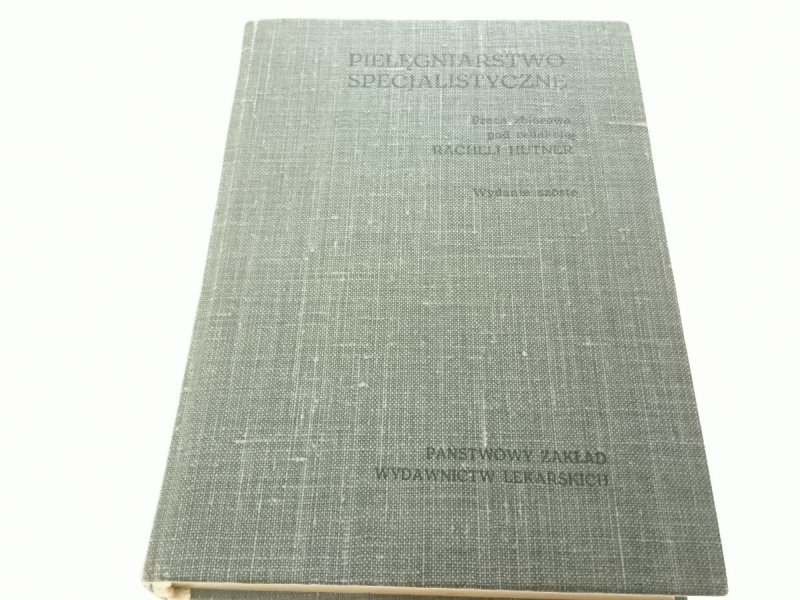 PIELĘGNIARSTWO
SPECJALISTYCZNE
Praca zbiorowa
pod redakcją
RACHELI HUTNER
Wydanie szóste
PAŃSTWOWY ZAKŁAD
WYDAWNICTW LEKARSKICH